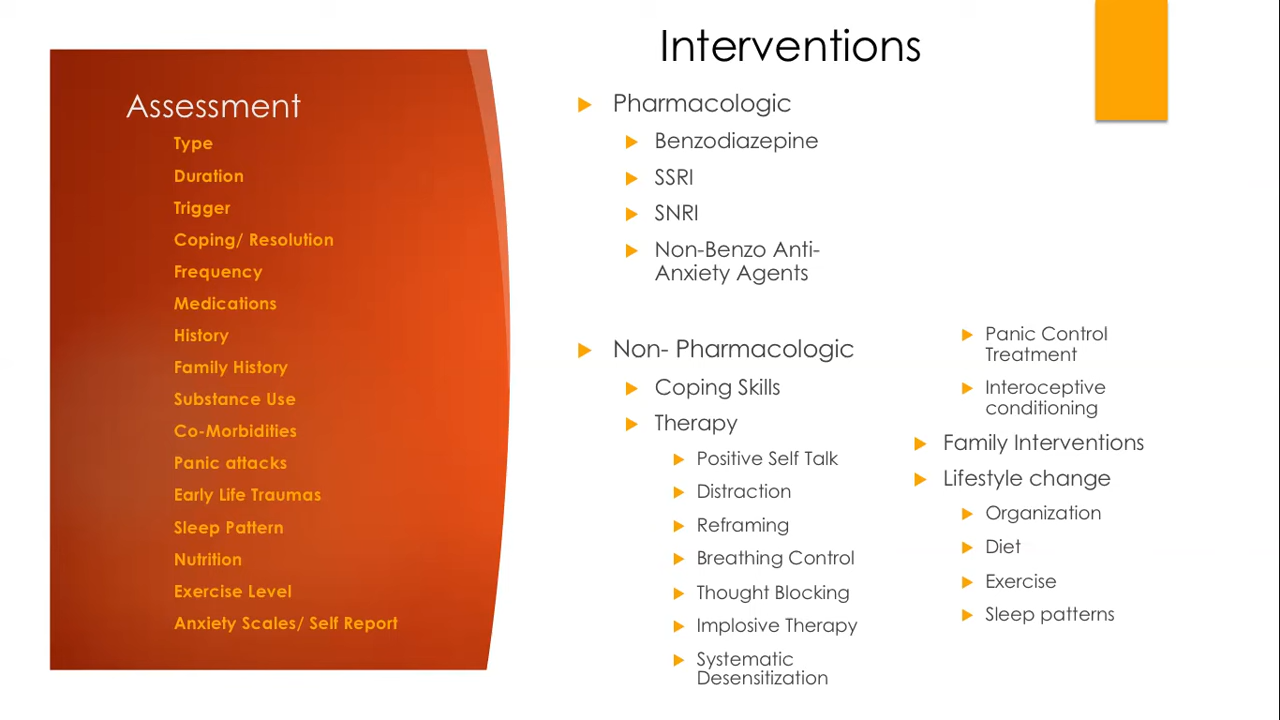 Interventions
Assessment
Type
Duration
Trigger
Coping/ Resolution
Frequency
Medications
History
Family History
Substance Use
Co-Morbidities
Panic attacks
Early Life Traumas
Sleep Pattern
Nutrition
Exercise Level
Anxiety Scales/ Self Report
Pharmacologic
Benzodiazepine
SSRI
SNRI
Non-Benzo Anti-
Anxiety Agents
Non- Pharmacologic
Coping Skills
Therapy
Positive Self Talk
Distraction
Reframing
Breathing Control
Thought Blocking
Implosive Therapy
Systematic
Desensitization
Panic Control
Treatment
Interoceptive
conditioning
Family Interventions
Lifestyle change
Organization
Diet
Exercise
Sleep patterns